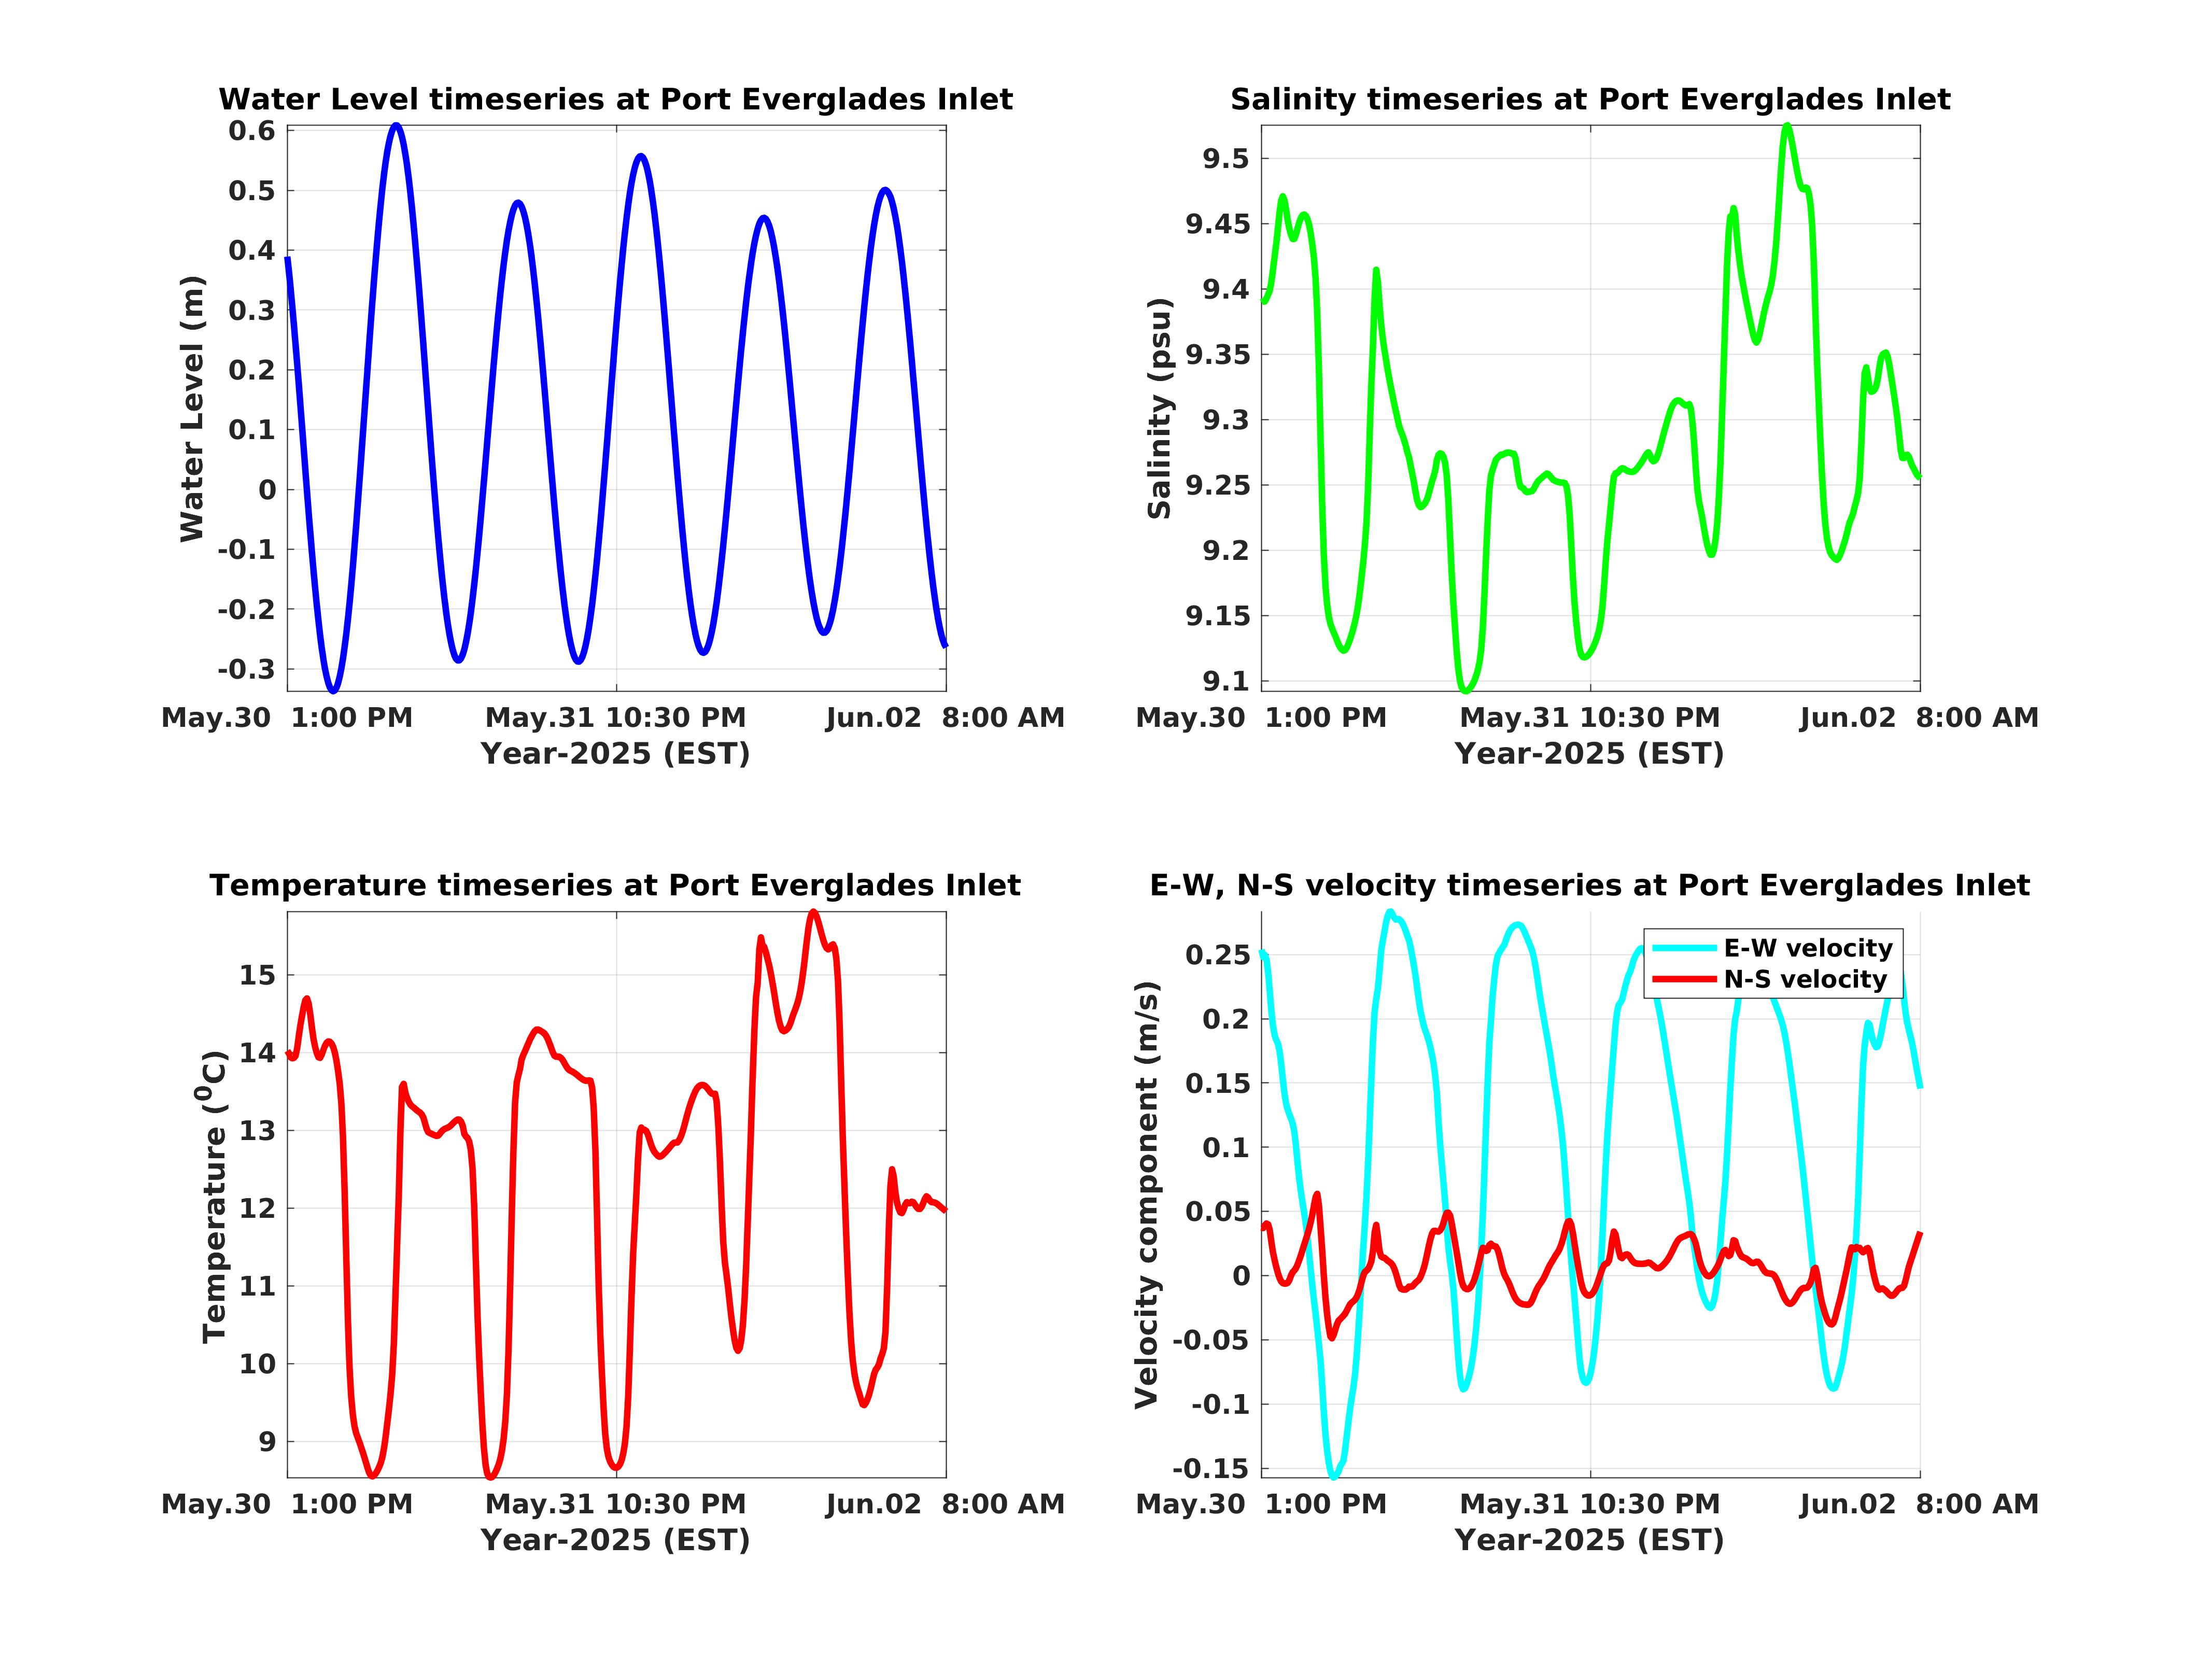 Water Level timeseries at Port Everglades Inlet
0.6
0.5
0.4
0.3
0.2
0.1
0
-0.1
-0.2
-0.3
Water Level (m)
May.30  1:00 PM
May.31 10:30 PM
Jun.02  8:00 AM
Year-2025 (EST)
Salinity timeseries at Port Everglades Inlet
9.5
9.45
9.4
9.35
9.3
9.25
9.2
9.15
9.1
Salinity (psu)
May.30  1:00 PM
May.31 10:30 PM
Jun.02  8:00 AM
Year-2025 (EST)
Temperature timeseries at Port Everglades Inlet
15
14
13
12
11
10
9
Temperature (⁰C)
May.30  1:00 PM
May.31 10:30 PM
Jun.02  8:00 AM
Year-2025 (EST)
E-W, N-S velocity timeseries at Port Everglades Inlet
E-W velocity
N-S velocity
0.25
0.2
0.15
0.1
0.05
0
-0.05
-0.1
-0.15
Velocity component (m/s)
May.30  1:00 PM
May.31 10:30 PM
Jun.02  8:00 AM
Year-2025 (EST)